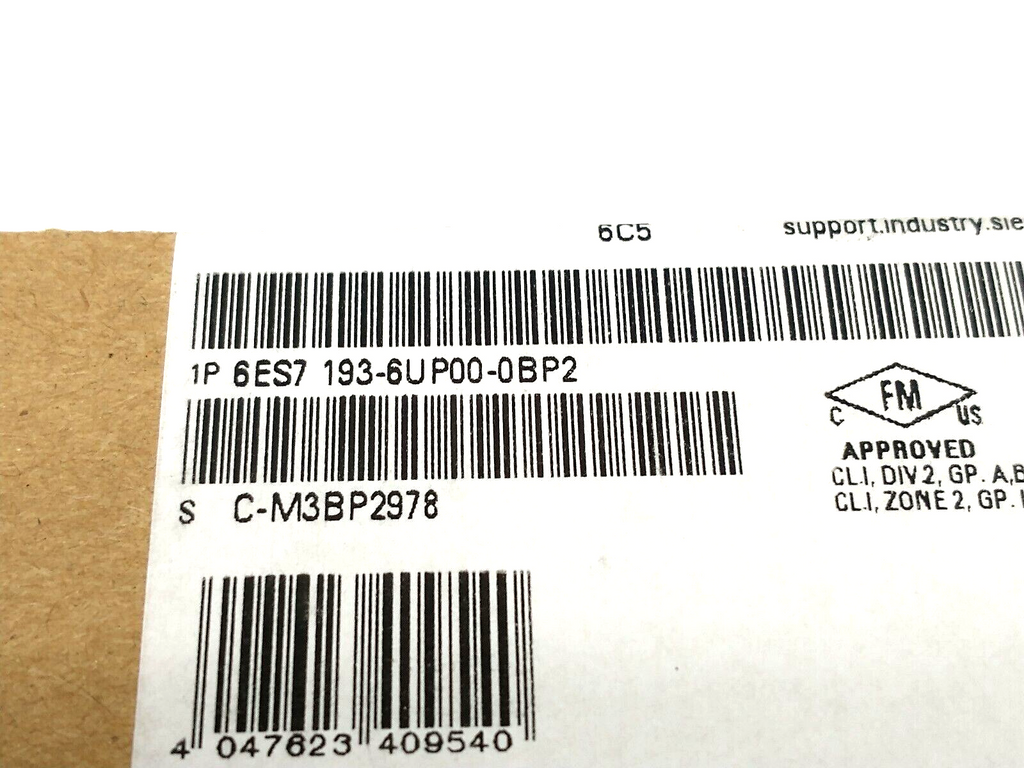 6C5 support.industry.sie
1P 6ES7 193-6UP00-0BP2
S C-M3BP2978
FM
C US
APPROVED
CL.I, DIV 2, GP. A,B
CL.I, ZONE 2, GP.
4 047623 409540